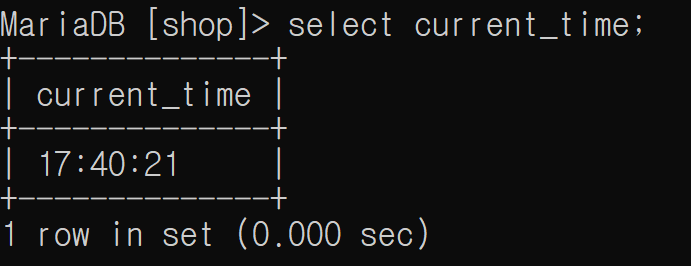 MariaDB [shop]> select current_time;
+--------------+
| current_time |
+--------------+
| 17:40:21     |
+--------------+
1 row in set (0.000 sec)